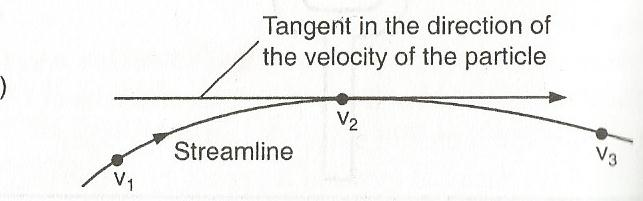 )
Tangent in the direction of
the velocity of the particle
V₂
Streamline
V₁
V₃